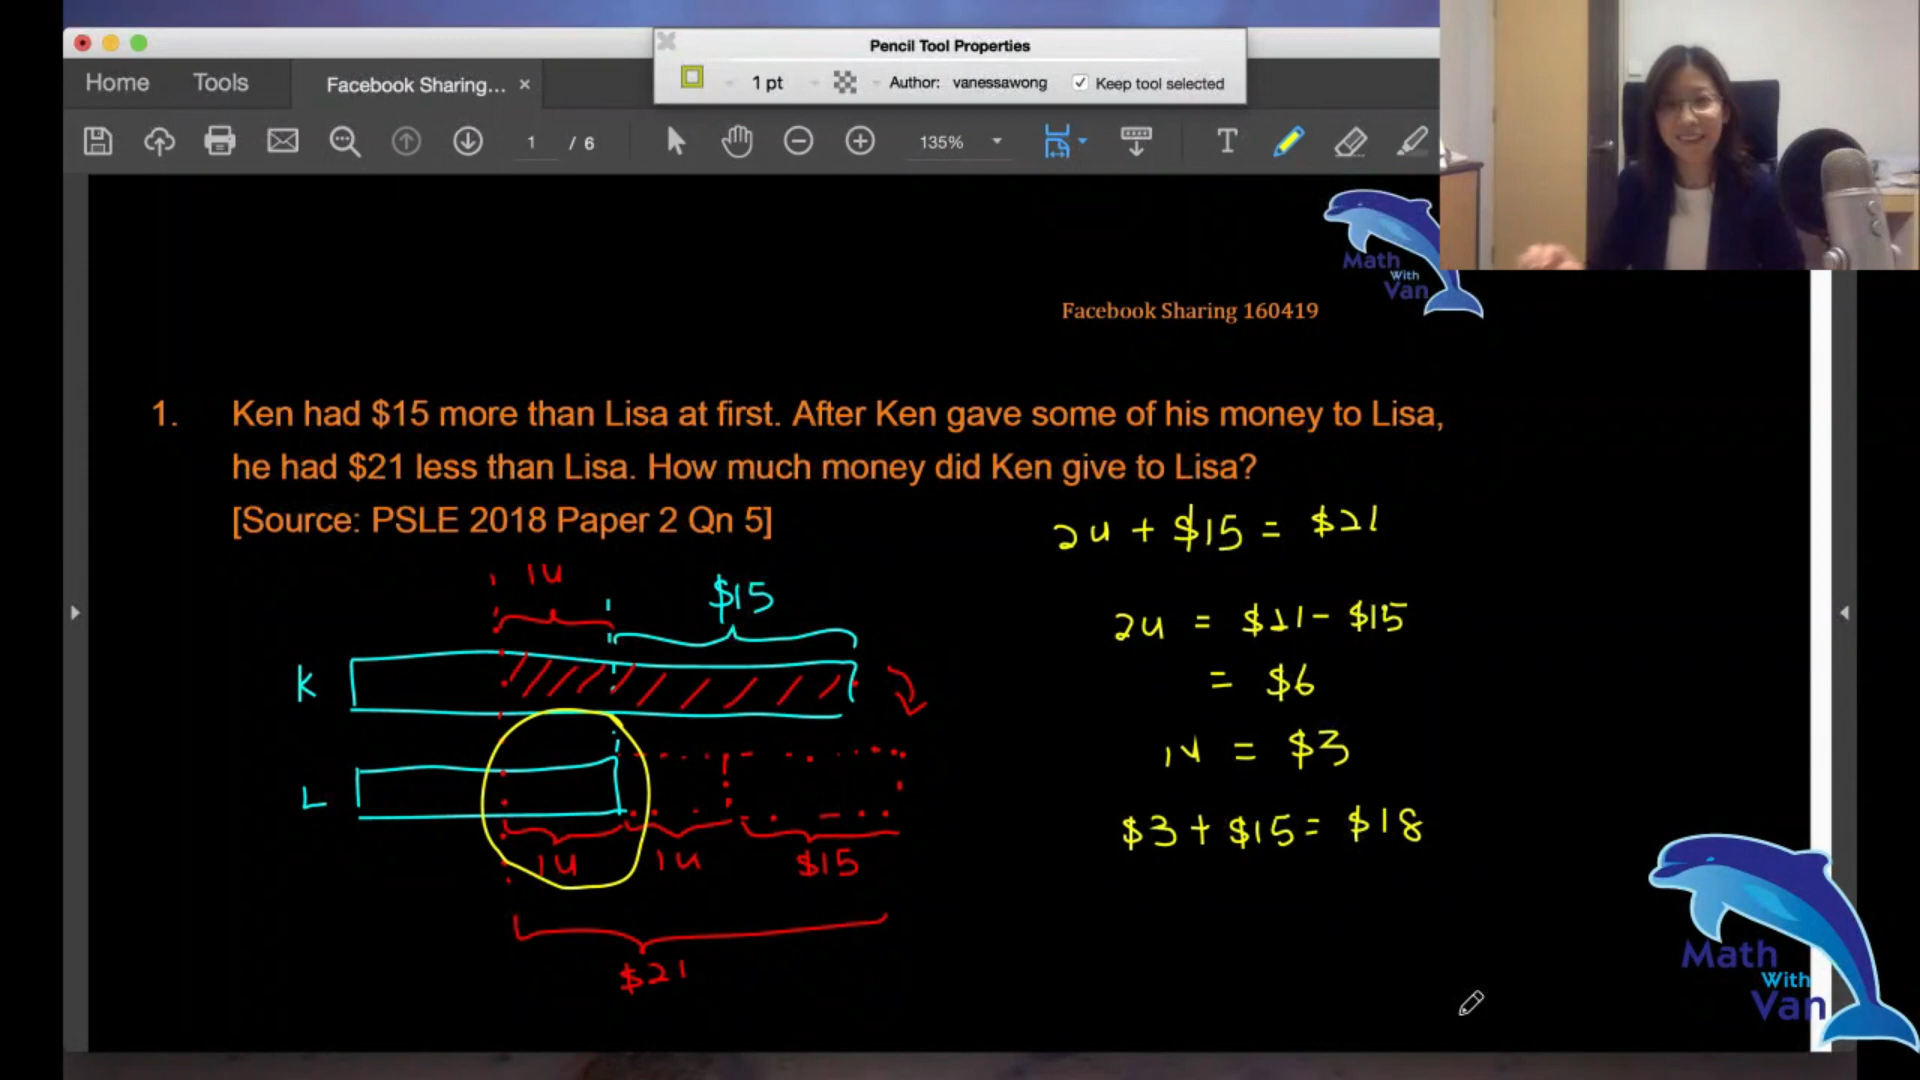 Pencil Tool Properties
1 pt Author: vanessawong Keep tool selected
Home Tools Facebook Sharing... ×
1 / 6 135% T
Math
With
Van
Facebook Sharing 160419
1. Ken had $15 more than Lisa at first. After Ken gave some of his money to Lisa,
he had $21 less than Lisa. How much money did Ken give to Lisa?
[Source: PSLE 2018 Paper 2 Qn 5]
2u + $15 = $21
1u $15
2u = $21 - $15
K
= $6
1u = $3
L
$3 + $15 = $18
1u 1u $15
$21
Math
With
Van